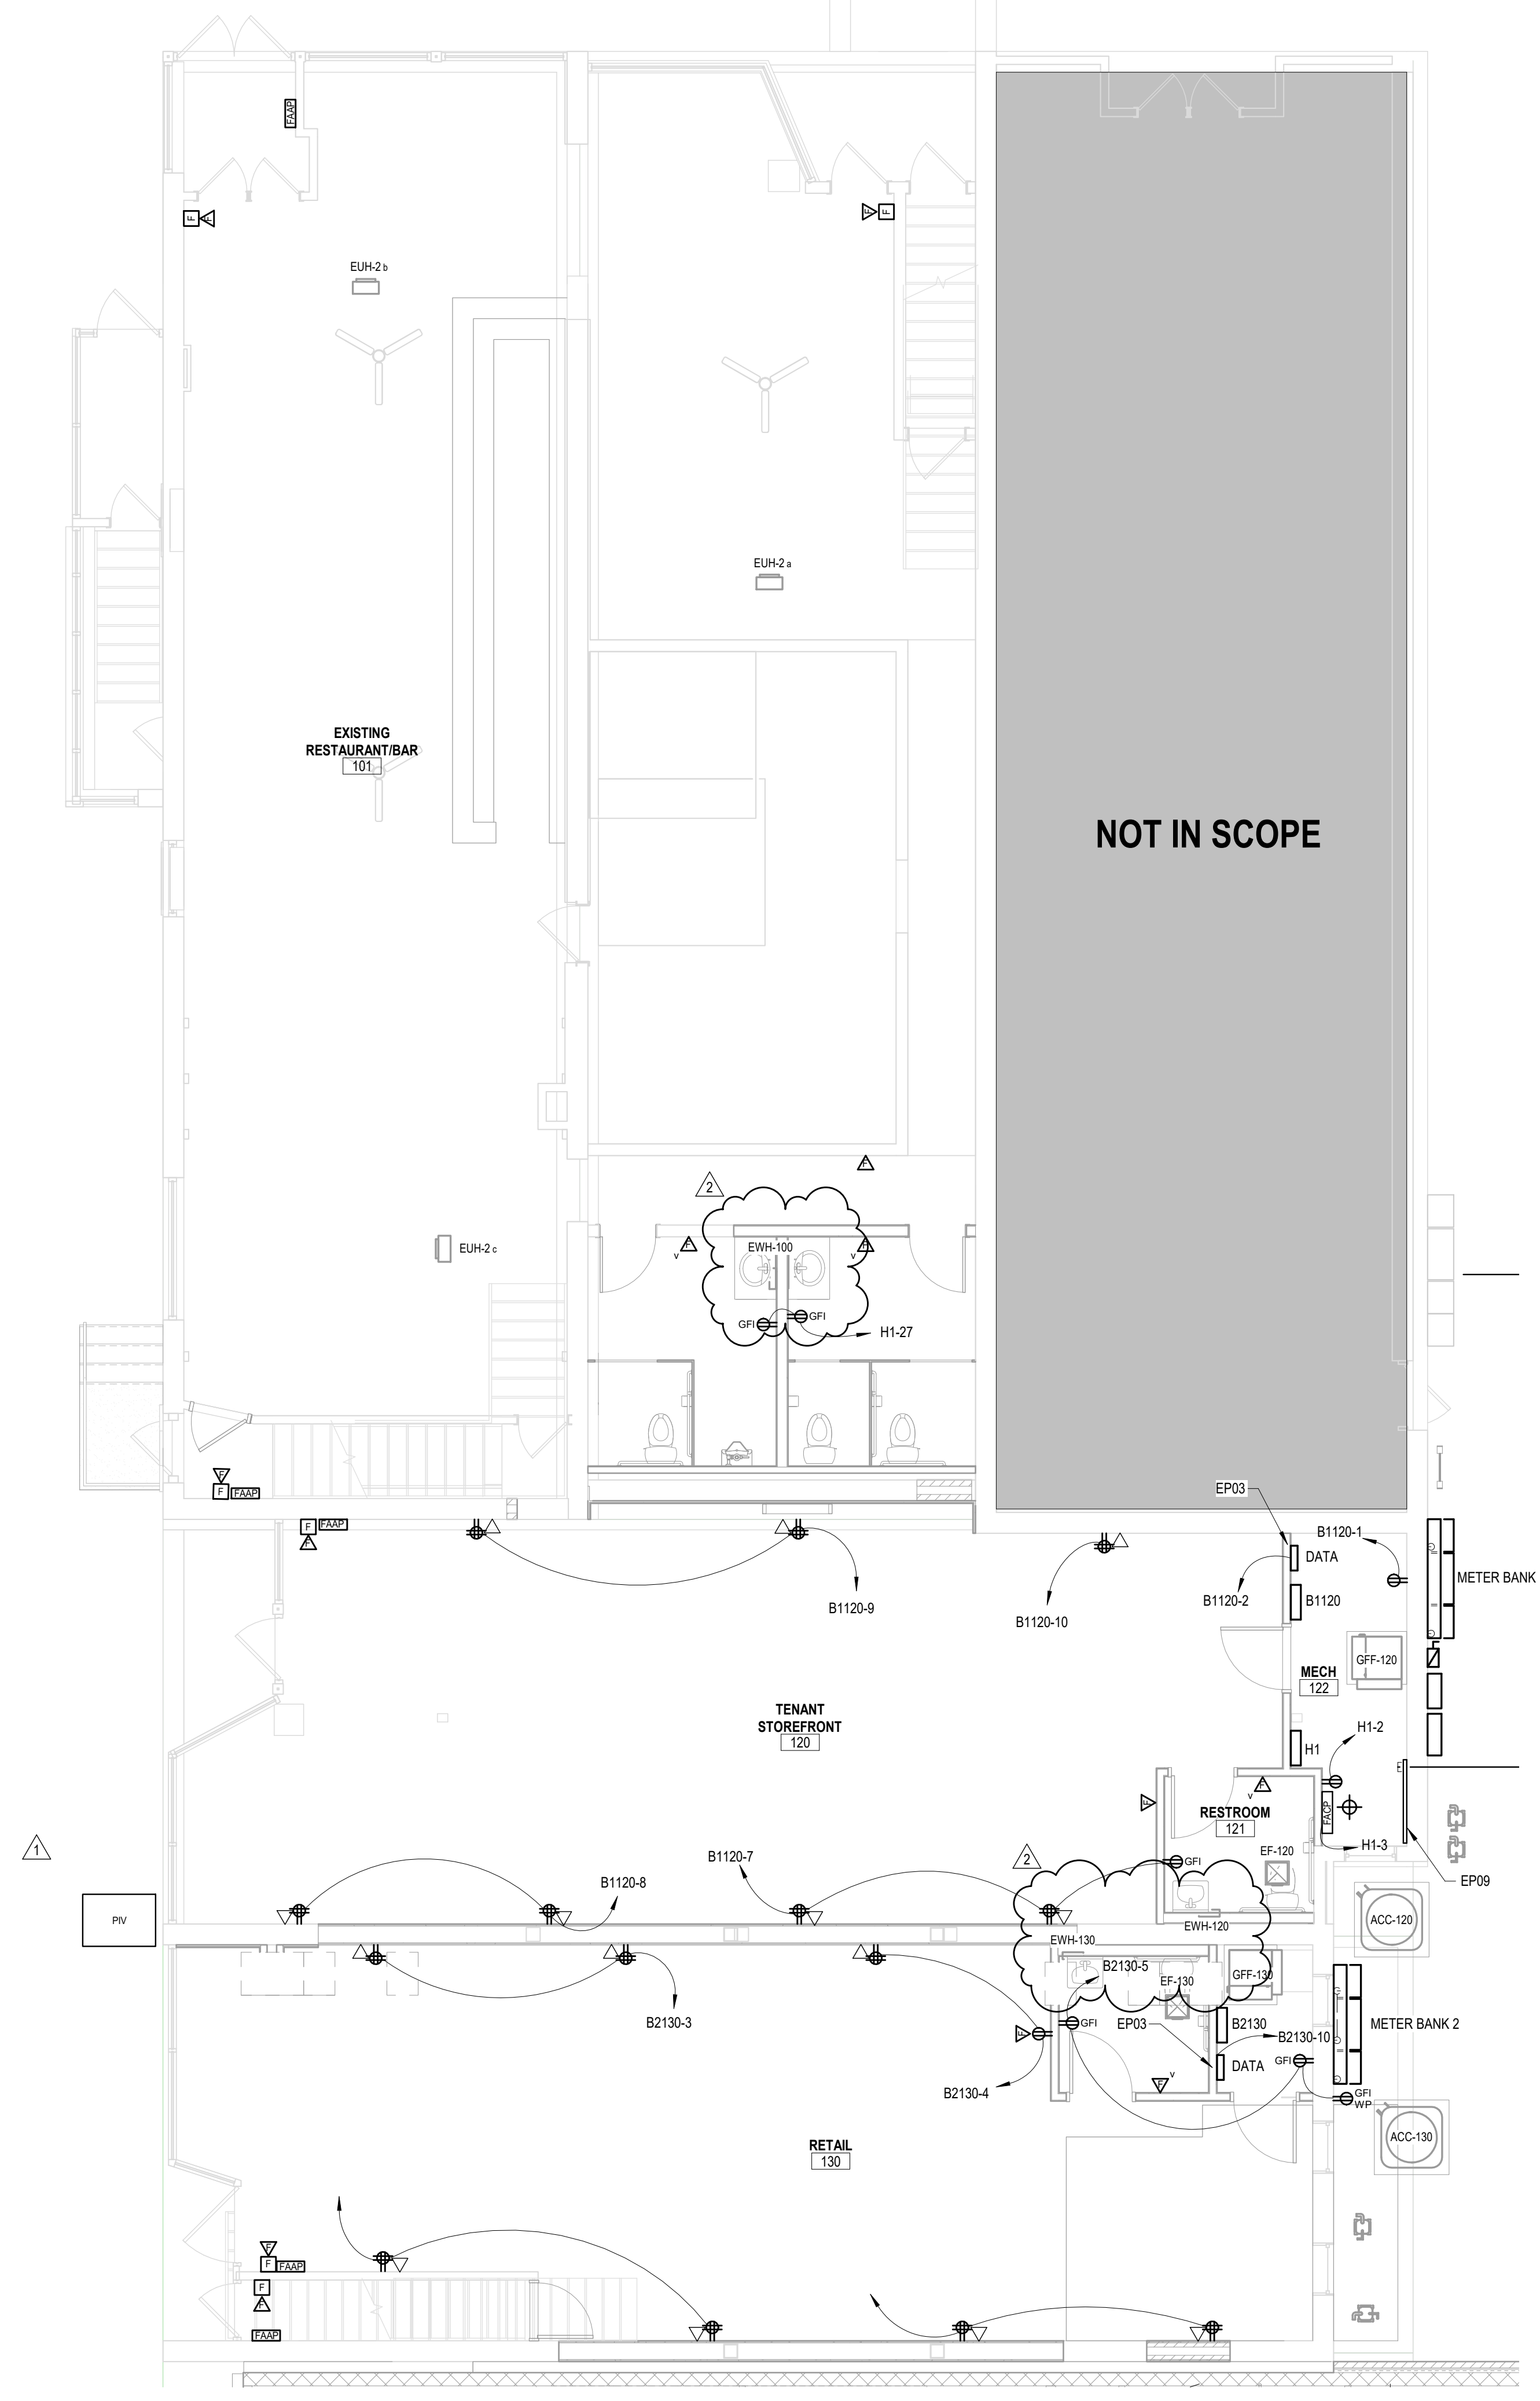 FAAP
F
F
F
F
EUH-2 b
EUH-2 a
EXISTING
RESTAURANT/BAR
101
NOT IN SCOPE
F
2
EWH-100
F
v
F
v
EUH-2 c
GFI
GFI
H1-27
F
F
FAAP
EP03
F
FAAP
F
B1120-1
DATA
METER BANK
B1120-2
B1120
B1120-9
B1120-10
GFF-120
MECH
122
TENANT
STOREFRONT
120
H1-2
H1
F
v
F
RESTROOM
121
FACP
H1-3
1
2
EF-120
B1120-7
GFI
B1120-8
EP09
PIV
ACC-120
EWH-120
EWH-130
B2130-5
EF-130
GFF-130
B2130-3
EP03
GFI
B2130
METER BANK 2
F
B2130-10
GFI
DATA
v
F
B2130-4
GFI
WP
ACC-130
RETAIL
130
F
F
FAAP
F
F
FAAP